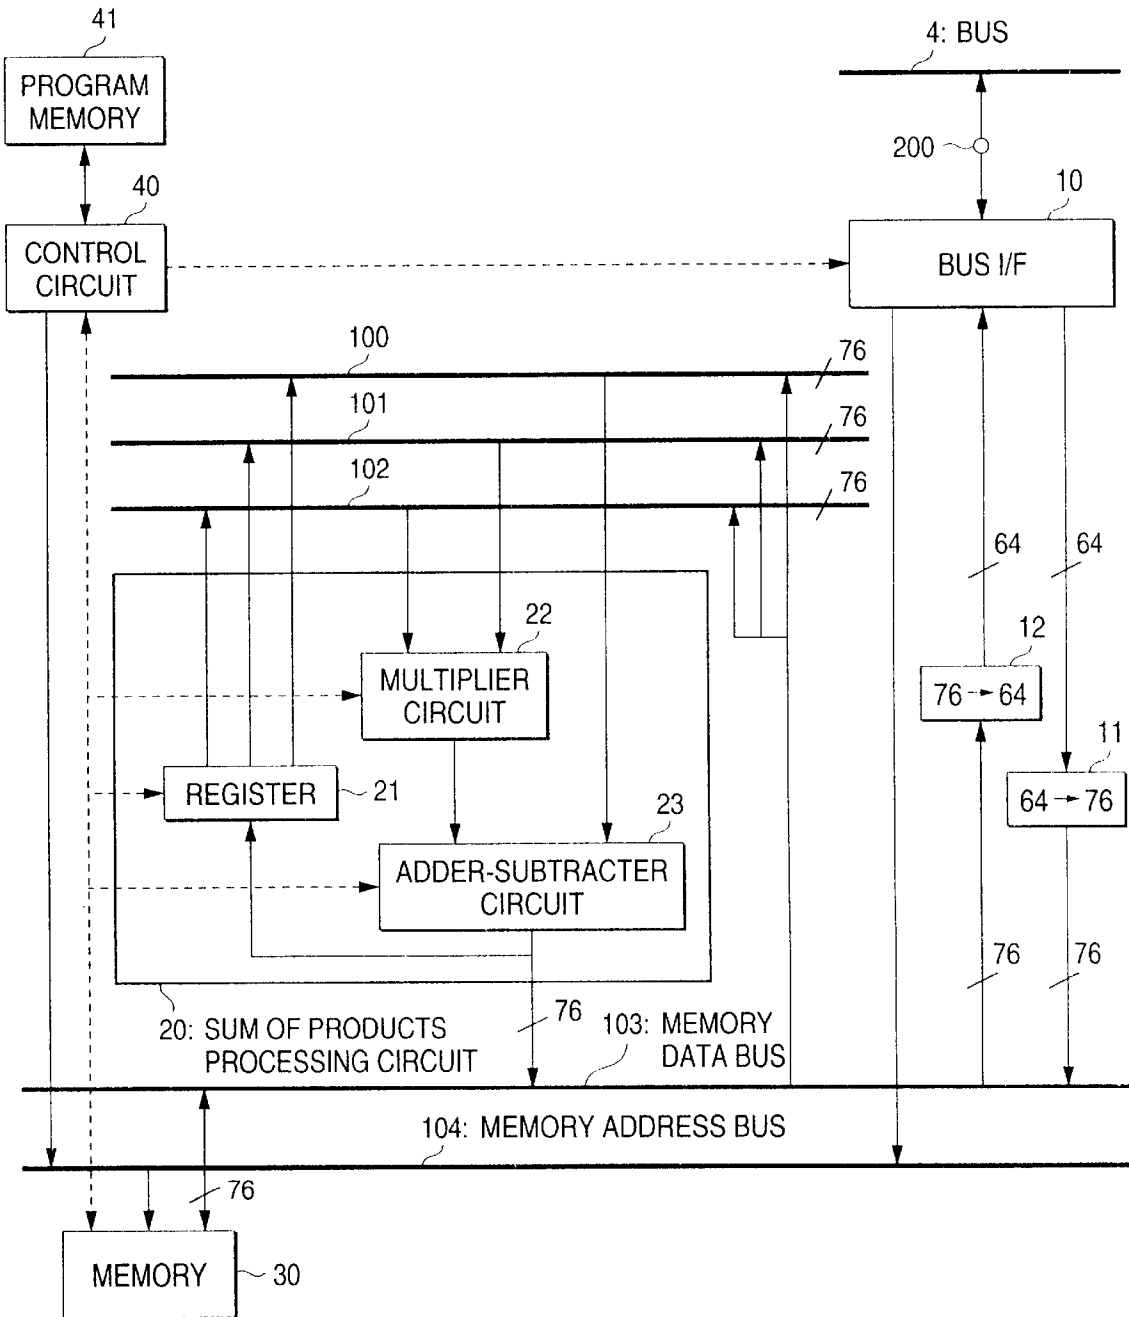 41
PROGRAM
MEMORY
4: BUS
200
40
CONTROL
CIRCUIT
10
BUS I/F
100
76
101
76
102
76
64
64
22
MULTIPLIER
CIRCUIT
12
76 → 64
REGISTER
21
11
64 → 76
23
ADDER-SUBTRACTER
CIRCUIT
76
76
76
20: SUM OF PRODUCTS
PROCESSING CIRCUIT
103: MEMORY
DATA BUS
104: MEMORY ADDRESS BUS
76
MEMORY
30